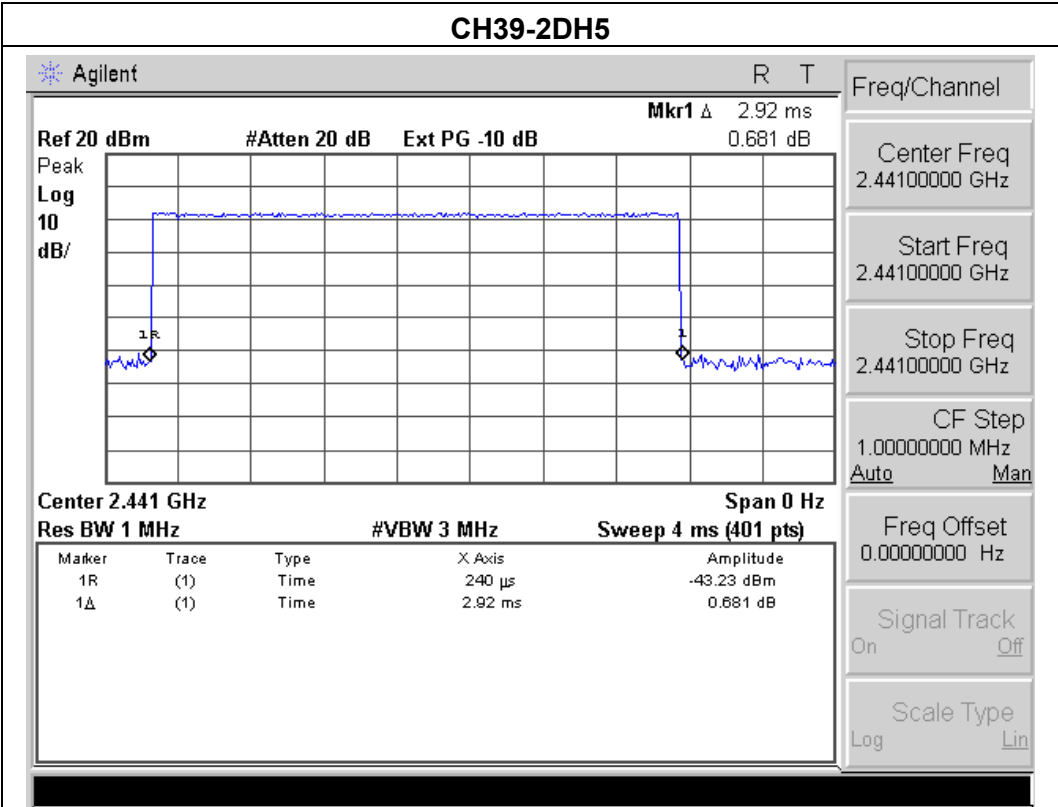 CH39-2DH5
Agilent R T
Mkr1 Δ 2.92 ms
Ref 20 dBm #Atten 20 dB Ext PG -10 dB 0.681 dB
Peak
Log
10
dB/
1R
1
Center 2.441 GHz Span 0 Hz
Res BW 1 MHz #VBW 3 MHz Sweep 4 ms (401 pts)
Marker Trace Type X Axis Amplitude
1R (1) Time 240 µs -43.23 dBm
1Δ (1) Time 2.92 ms 0.681 dB
Freq/Channel
Center Freq
2.44100000 GHz
Start Freq
2.44100000 GHz
Stop Freq
2.44100000 GHz
CF Step
1.00000000 MHz
Auto Man
Freq Offset
0.00000000 Hz
Signal Track
On Off
Scale Type
Log Lin